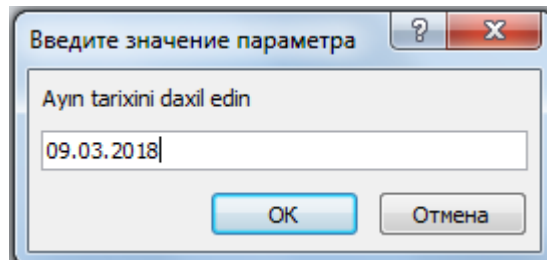 Введите значение параметра
Ayın tarixini daxil edin
09.03.2018
OK Отмена